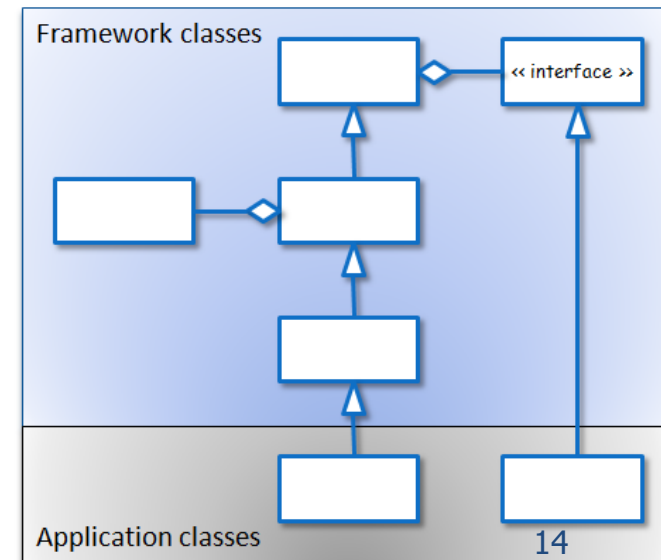 Framework classes
<< interface >>
Application classes
14